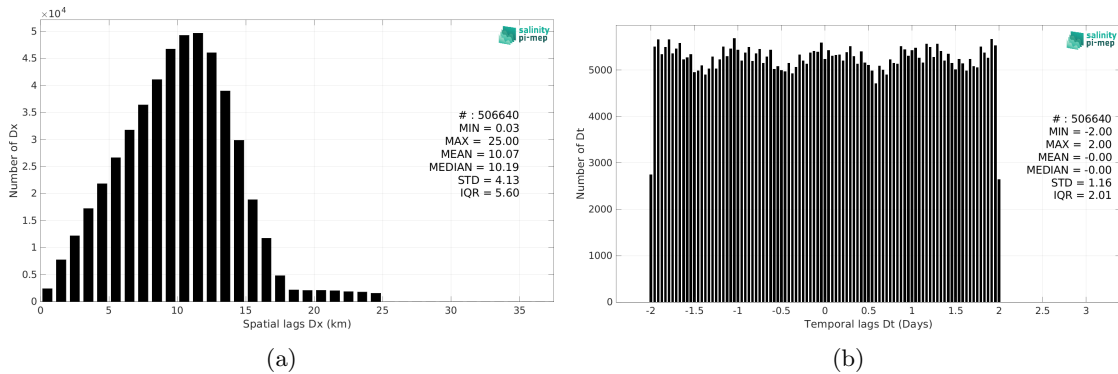 ×10⁴
5
4.5
4
3.5
3
2.5
2
1.5
1
0.5
0
Number of Dx
0 5 10 15 20 25 30 35
Spatial lags Dx (km)
salinity
pi-mep
# : 506640
MIN = 0.03
MAX = 25.00
MEAN = 10.07
MEDIAN = 10.19
STD = 4.13
IQR = 5.60
(a)
5000
4000
3000
2000
1000
0
Number of Dt
-2 -1.5 -1 -0.5 0 0.5 1 1.5 2 2.5 3
Temporal lags Dt (Days)
salinity
pi-mep
# : 506640
MIN = -2.00
MAX = 2.00
MEAN = -0.00
MEDIAN = -0.00
STD = 1.16
IQR = 2.01
(b)